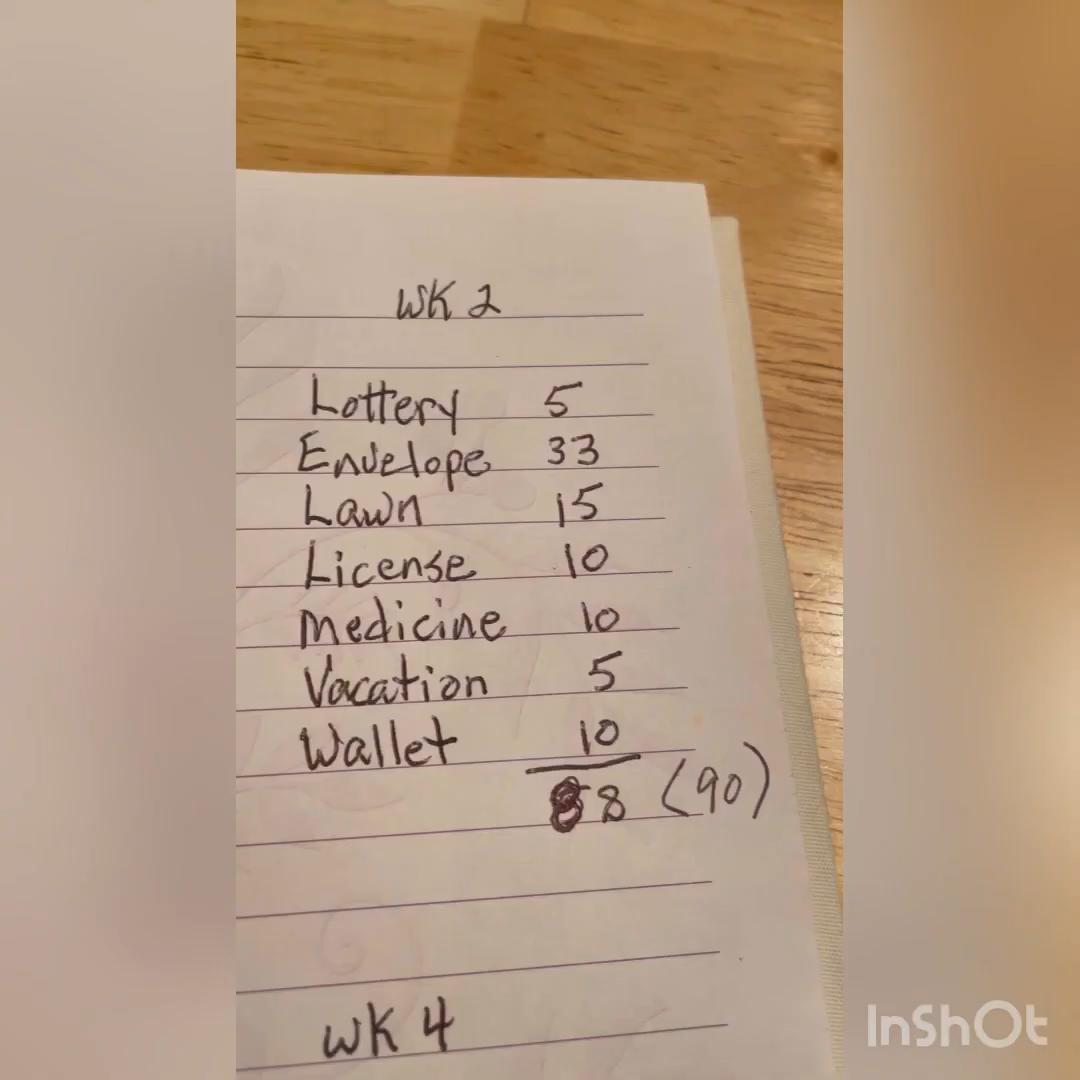 WK 2
Lottery 5
Envelope 33
Lawn 15
License 10
Medicine 10
Vacation 5
Wallet 10
88 (90)
WK 4
InShOt